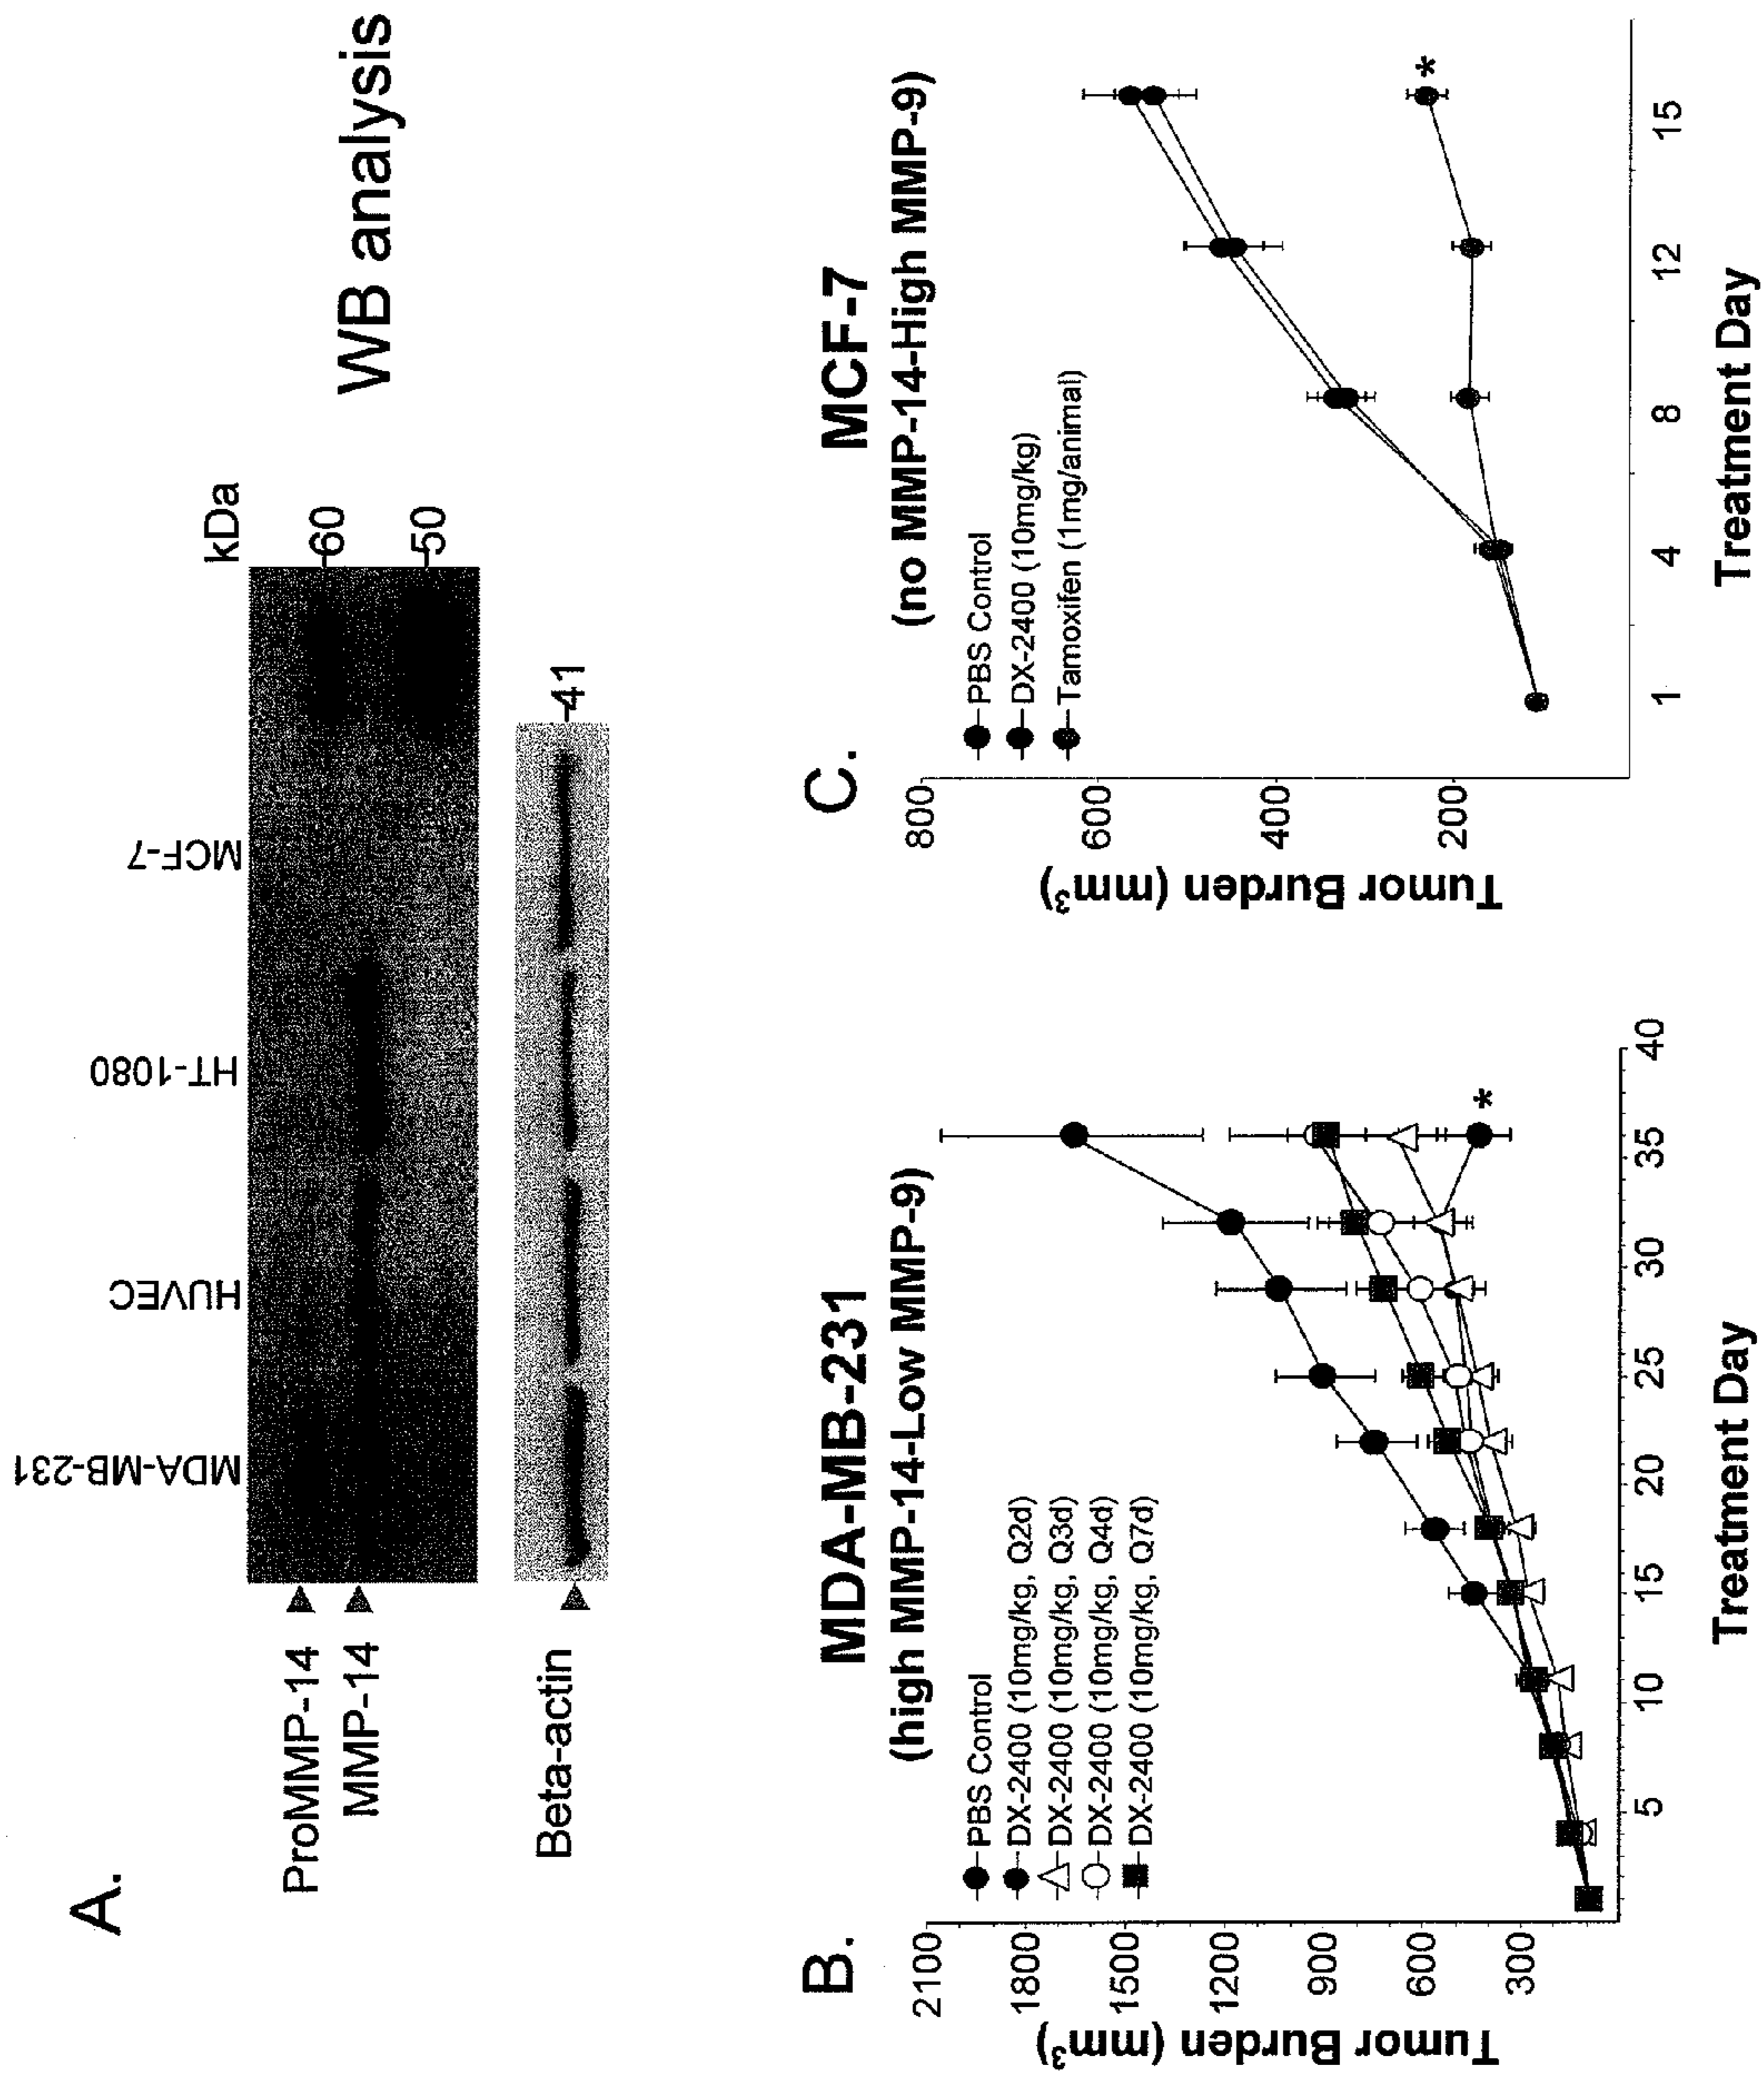 A.
WB analysis
MDA-MB-231 HUVEC HT-1080 MCF-7
kDa
ProMMP-14
60
MMP-14
50
Beta-actin
41
B.
MDA-MB-231
(high MMP-14-Low MMP-9)
PBS Control
DX-2400 (10mg/kg, Q2d)
DX-2400 (10mg/kg, Q3d)
DX-2400 (10mg/kg, Q4d)
DX-2400 (10mg/kg, Q7d)
2100
1800
1500
1200
900
600
300
Tumor Burden (mm³)
*
5 10 15 20 25 30 35 40
Treatment Day
C.
MCF-7
(no MMP-14-High MMP-9)
PBS Control
DX-2400 (10mg/kg)
Tamoxifen (1mg/animal)
800
600
400
200
Tumor Burden (mm³)
*
1 4 8 12 15
Treatment Day